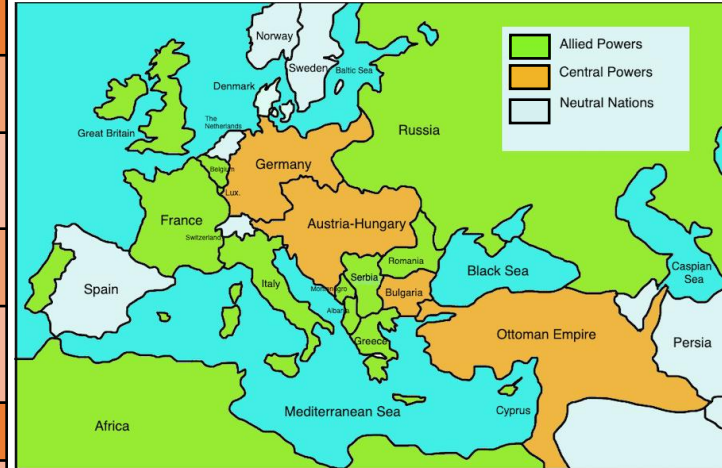 Norway
Sweden
Baltic Sea
Denmark
The
Netherlands
Great Britain
Belgium
Germany
Lux.
Russia
Allied Powers
Central Powers
Neutral Nations
France
Switzerland
Austria-Hungary
Romania
Serbia
Italy
Montenegro
Bulgaria
Albania
Greece
Black Sea
Caspian
Sea
Spain
Ottoman Empire
Persia
Mediterranean Sea
Cyprus
Africa